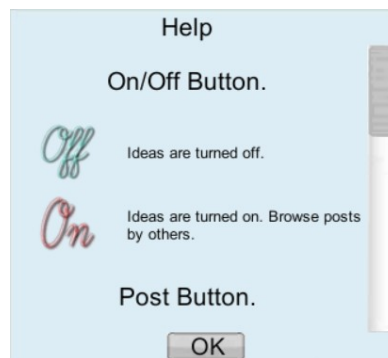 Help
On/Off Button.
Off
Ideas are turned off.
On
Ideas are turned on. Browse posts
by others.
Post Button.
OK